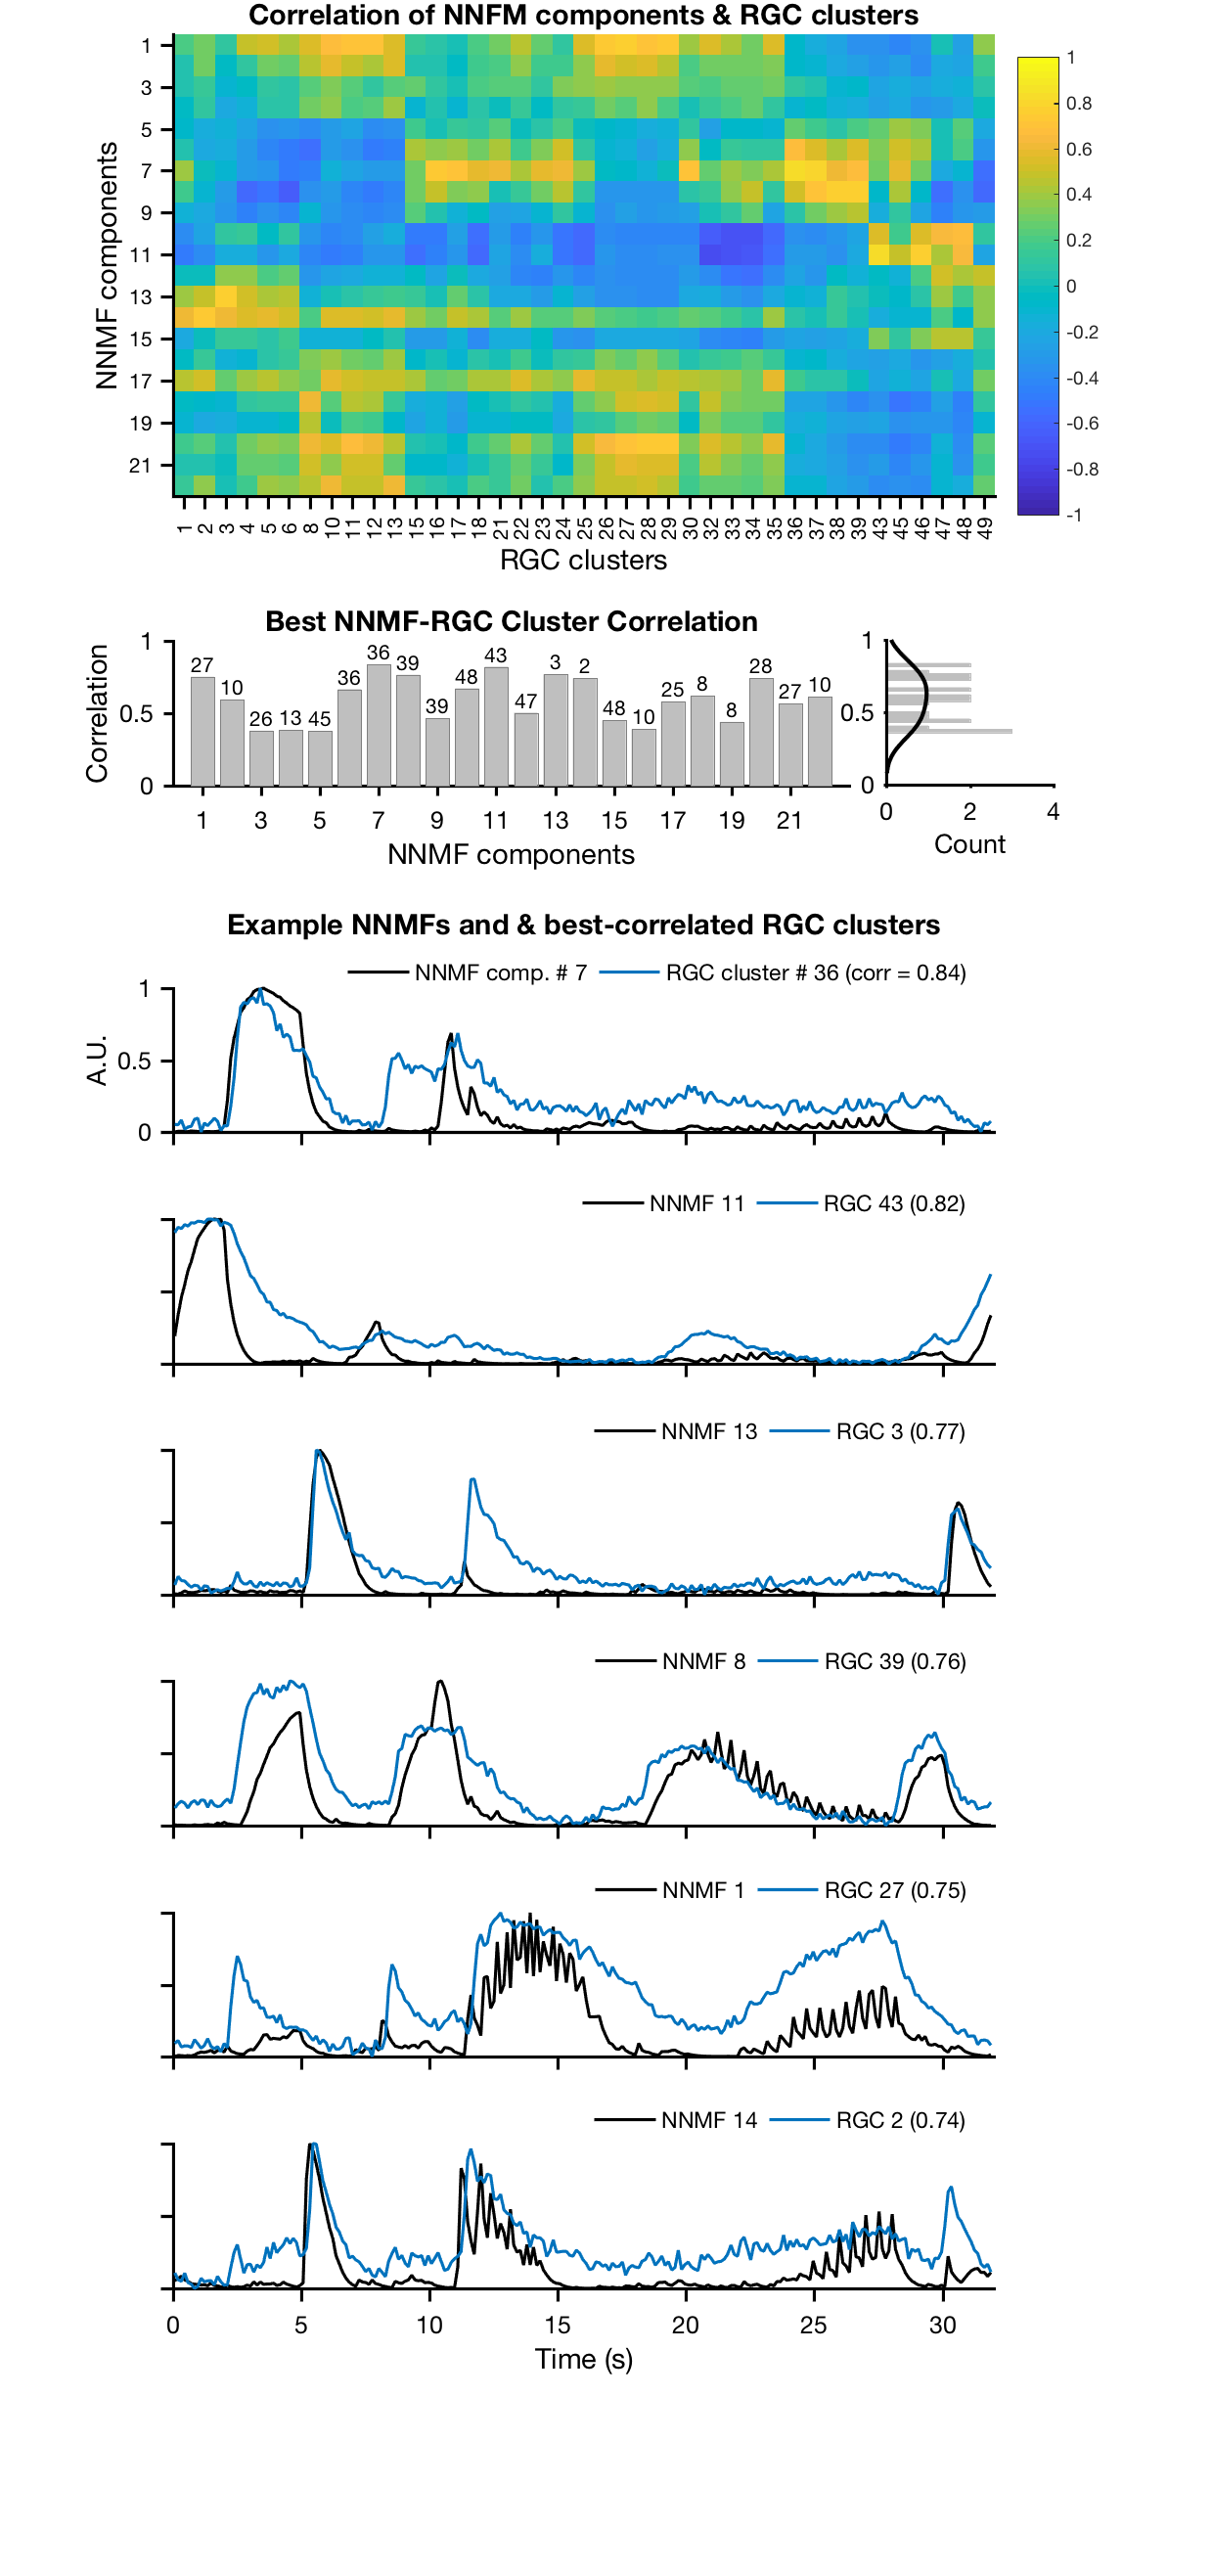 Correlation of NNFM components & RGC clusters
NNMF components
1
3
5
7
9
11
13
15
17
19
21
1
0.8
0.6
0.4
0.2
0
-0.2
-0.4
-0.6
-0.8
-1
1 2 3 4 5 6 8 10 11 12 13 15 16 17 18 21 22 23 24 25 26 27 28 29 30 32 33 34 35 36 37 38 39 43 45 46 47 48 49
RGC clusters
Best NNMF-RGC Cluster Correlation
Correlation
1
0.5
0
27 10 26 13 45 36 36 39 39 48 43 47 3 2 48 10 25 8 8 28 27 10
1 3 5 7 9 11 13 15 17 19 21
NNMF components
1
0.5
0
0 2 4
Count
Example NNMFs and & best-correlated RGC clusters
NNMF comp. # 7 RGC cluster # 36 (corr = 0.84)
A.U.
1
0.5
0
NNMF 11 RGC 43 (0.82)
NNMF 13 RGC 3 (0.77)
NNMF 8 RGC 39 (0.76)
NNMF 1 RGC 27 (0.75)
NNMF 14 RGC 2 (0.74)
0 5 10 15 20 25 30
Time (s)